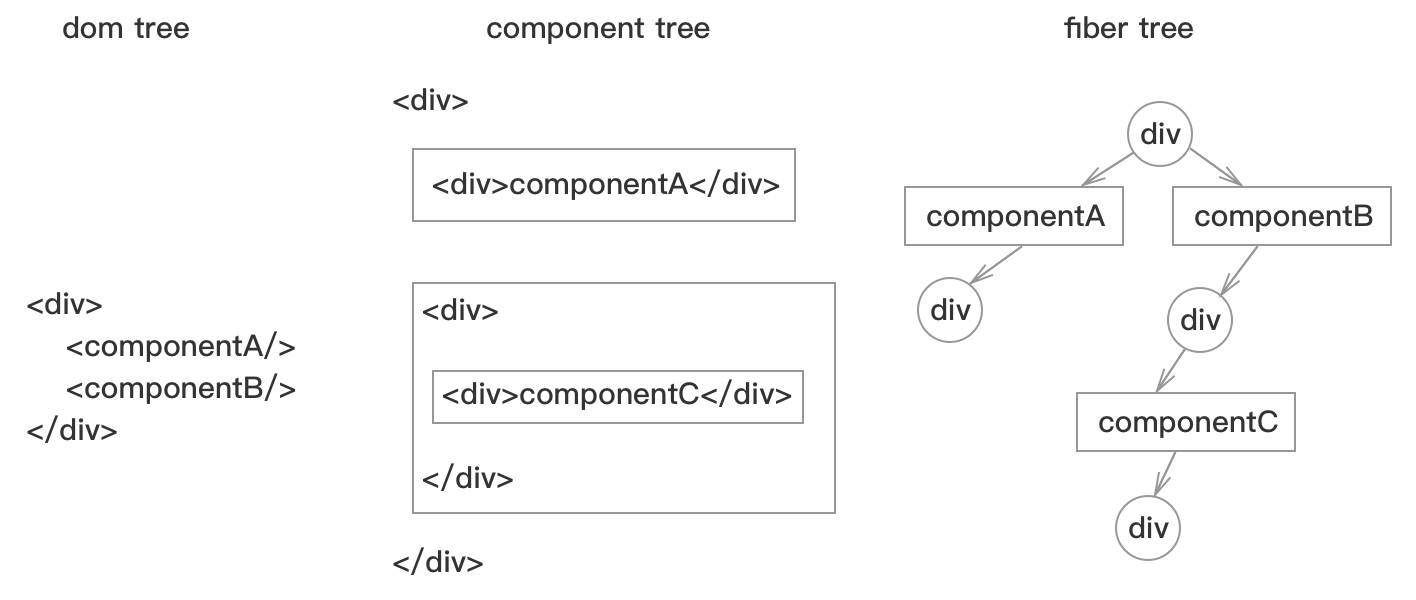 dom tree
component tree
fiber tree
<div>
<componentA/>
<componentB/>
</div>
<div>
<div>componentA</div>
<div>
<div>componentC</div>
</div>
</div>
div
componentA
componentB
div
div
componentC
div